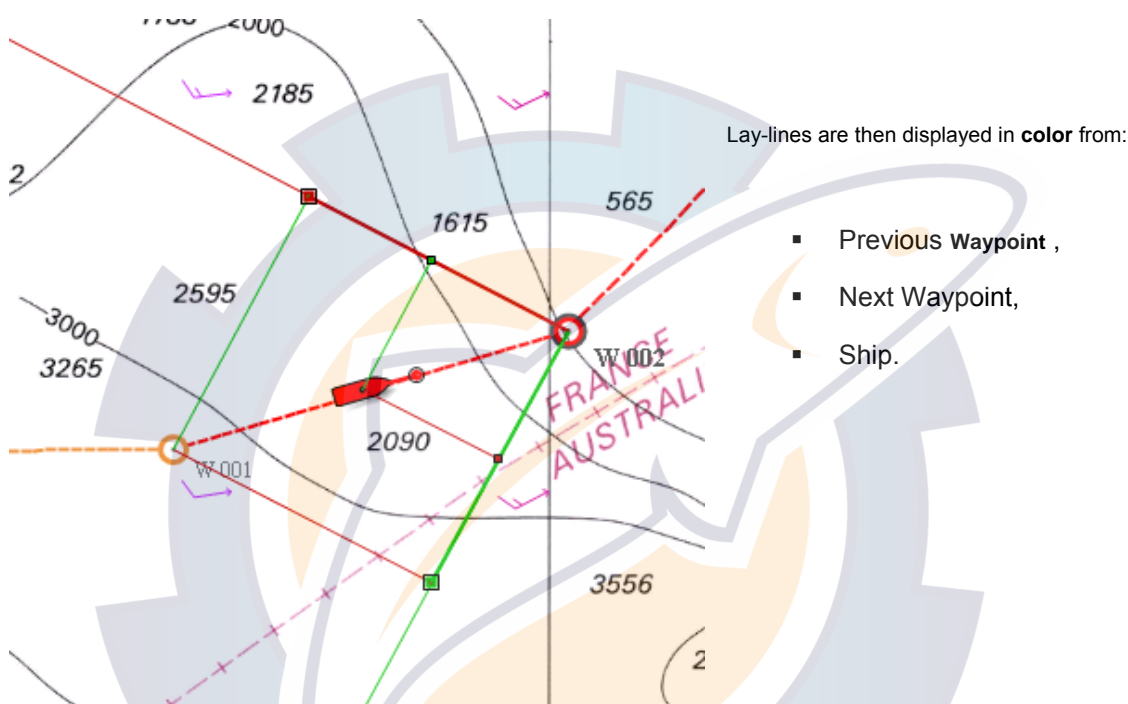 2000
2185
Lay-lines are then displayed in color from:
2
565
1615
▪ Previous Waypoint ,
2595
▪ Next Waypoint,
3000
3265
W 002
▪ Ship.
FRANCE
2090
AUSTRALI
W 001
3556
2